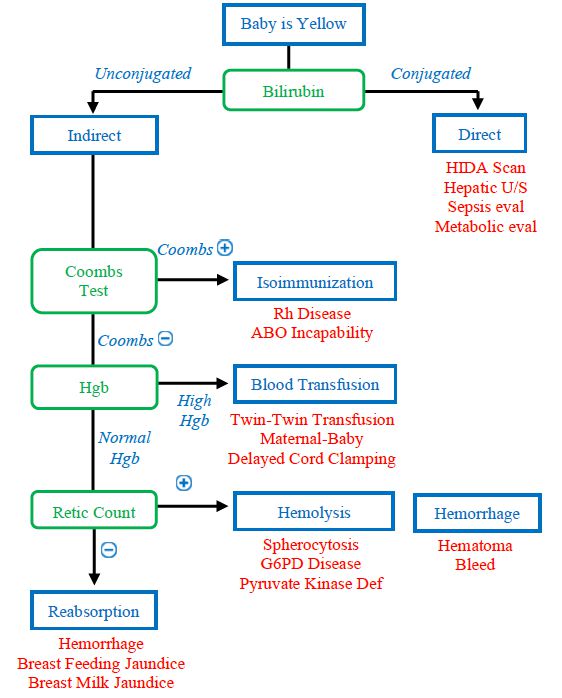 Baby is Yellow
Unconjugated
Conjugated
Bilirubin
Indirect
Direct
HIDA Scan
Hepatic U/S
Sepsis eval
Metabolic eval
Coombs +
Coombs
Test
Isoimmunization
Rh Disease
ABO Incapability
Coombs −
Hgb
High
Hgb
Blood Transfusion
Twin-Twin Transfusion
Maternal-Baby
Delayed Cord Clamping
Normal
Hgb
+
Retic Count
Hemolysis
Spherocytosis
G6PD Disease
Pyruvate Kinase Def
Hemorrhage
Hematoma
Bleed
−
Reabsorption
Hemorrhage
Breast Feeding Jaundice
Breast Milk Jaundice